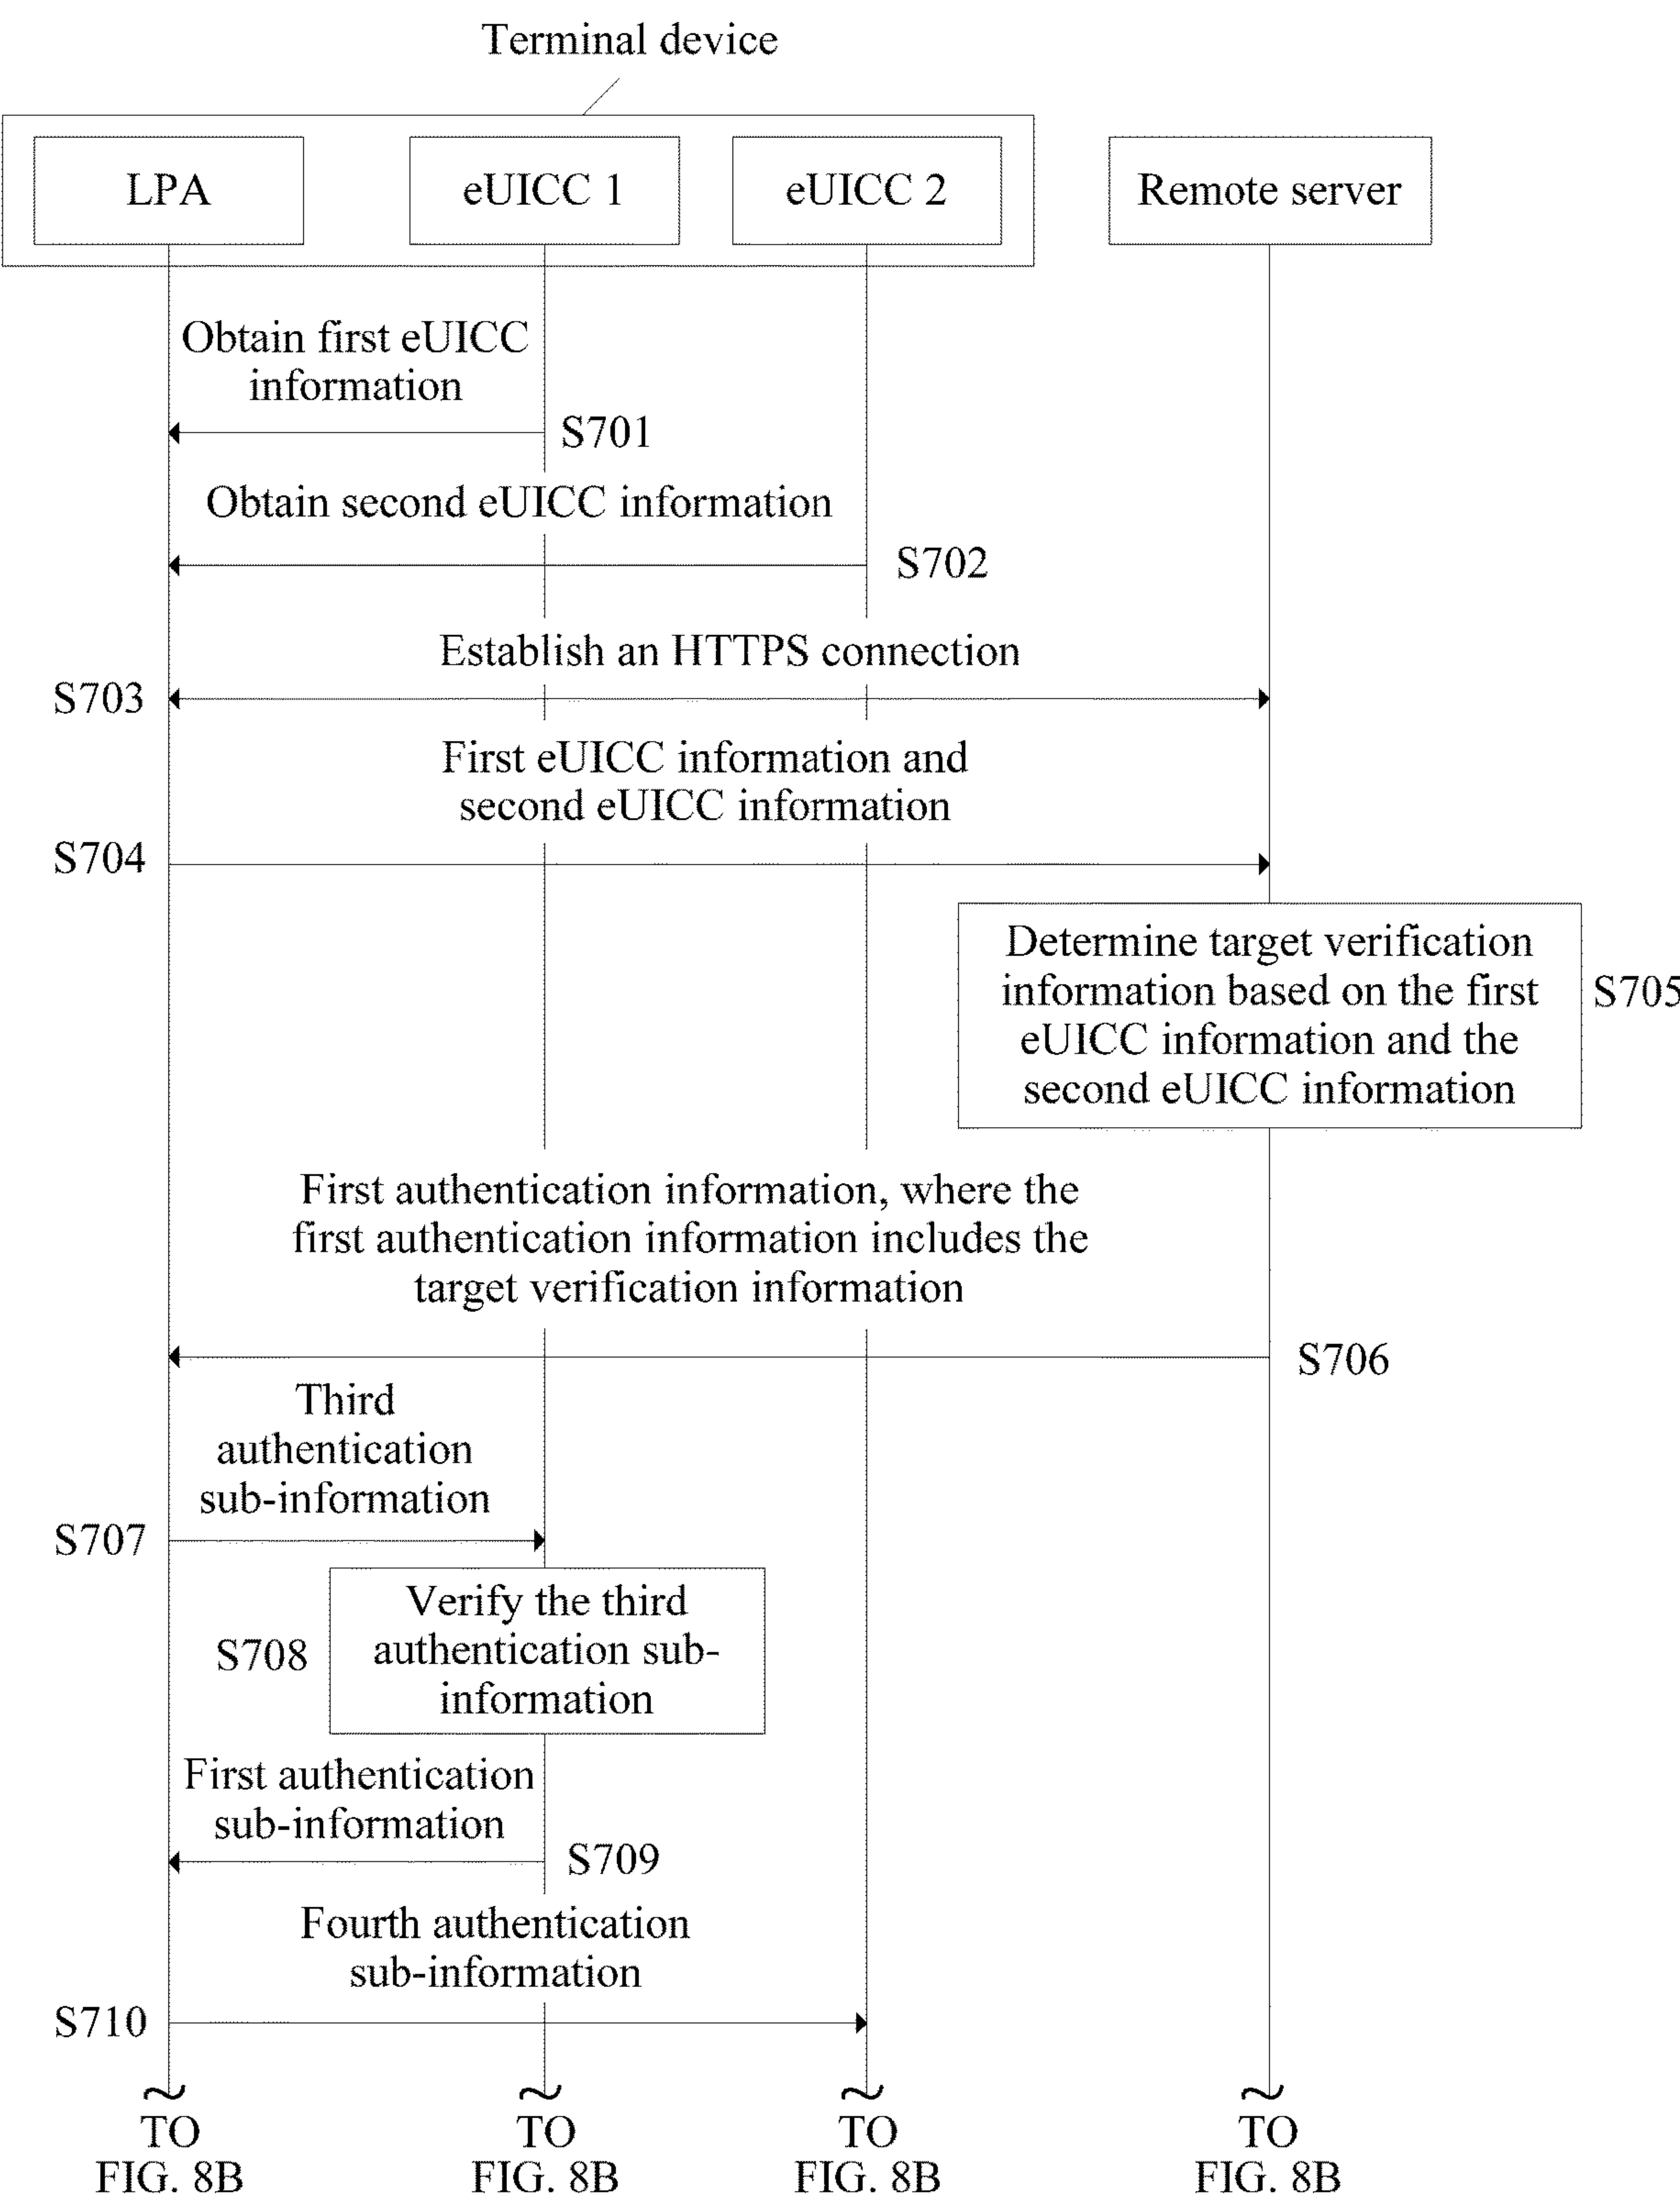 Terminal device
LPA
eUICC 1
eUICC 2
Remote server
Obtain first eUICC
information
S701
Obtain second eUICC information
S702
Establish an HTTPS connection
S703
First eUICC information and
second eUICC information
S704
Determine target verification
information based on the first
eUICC information and the
second eUICC information
S705
First authentication information, where the
first authentication information includes the
target verification information
S706
Third
authentication
sub-information
S707
Verify the third
authentication sub-
information
S708
First authentication
sub-information
S709
Fourth authentication
sub-information
S710
TO
FIG. 8B
TO
FIG. 8B
TO
FIG. 8B
TO
FIG. 8B